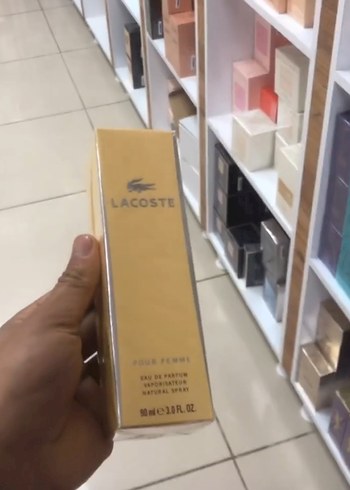 LACOSTE
POUR FEMME
EAU DE PARFUM
VAPORISATEUR
NATURAL SPRAY
90 ml ℮ 3.0 FL. OZ.